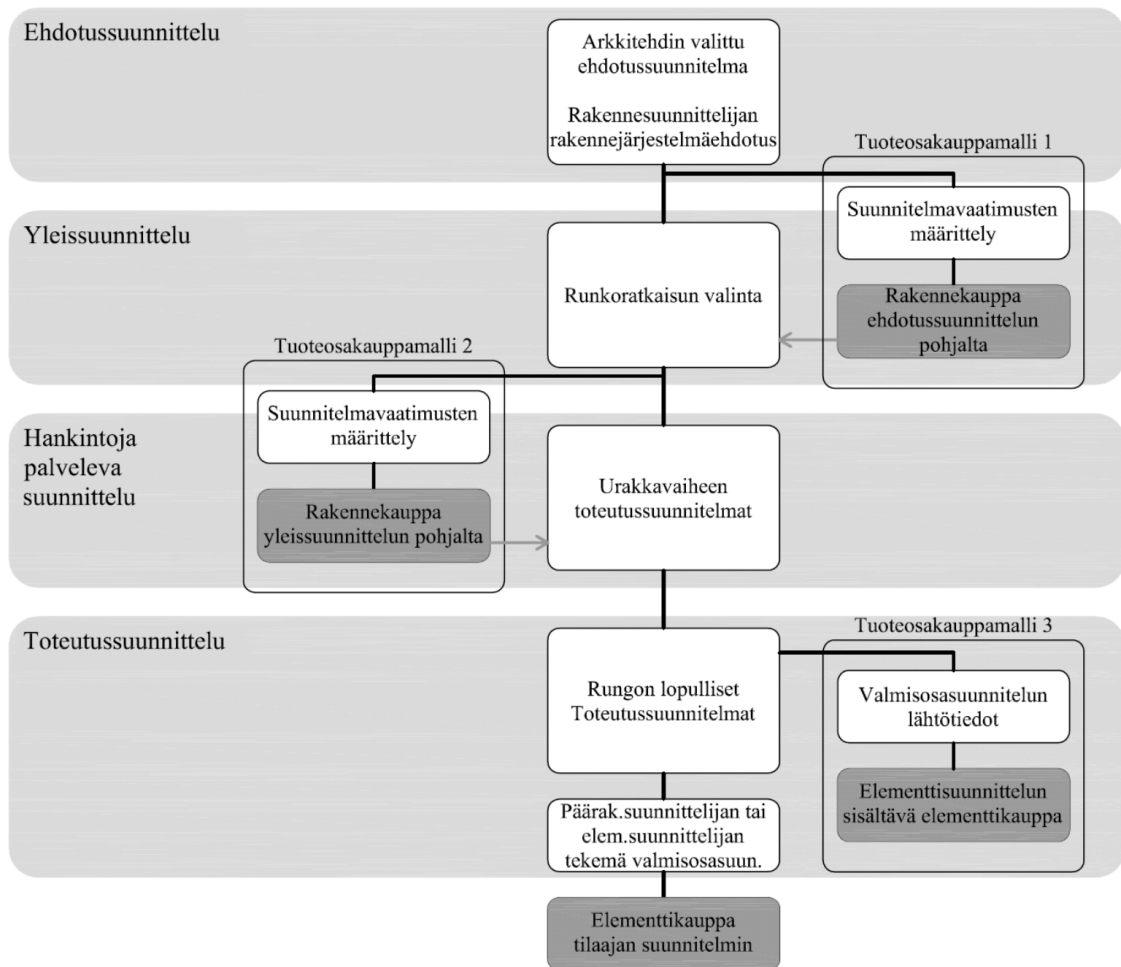 Ehdotussuunnittelu
Arkkitehdin valittu
ehdotussuunnitelma
Rakennesuunnittelijan
rakennejärjestelmäehdotus
Tuoteosakauppamalli 1
Suunnitelmavaatimusten
määrittely
Yleissuunnittelu
Runkoratkaisun valinta
Rakennekauppa
ehdotussuunnittelun
pohjalta
Tuoteosakauppamalli 2
Suunnitelmavaatimusten
määrittely
Hankintoja
palveleva
suunnittelu
Urakkavaiheen
toteutussuunnitelmat
Rakennekauppa
yleissuunnittelun pohjalta
Toteutussuunnittelu
Tuoteosakauppamalli 3
Rungon lopulliset
Toteutussuunnitelmat
Valmisosasuunnitelun
lähtötiedot
Elementtisuunnittelun
sisältävä elementtikauppa
Päärak.suunnittelijan tai
elem.suunnittelijan
tekemä valmisosasuun.
Elementtikauppa
tilaajan suunnitelmin